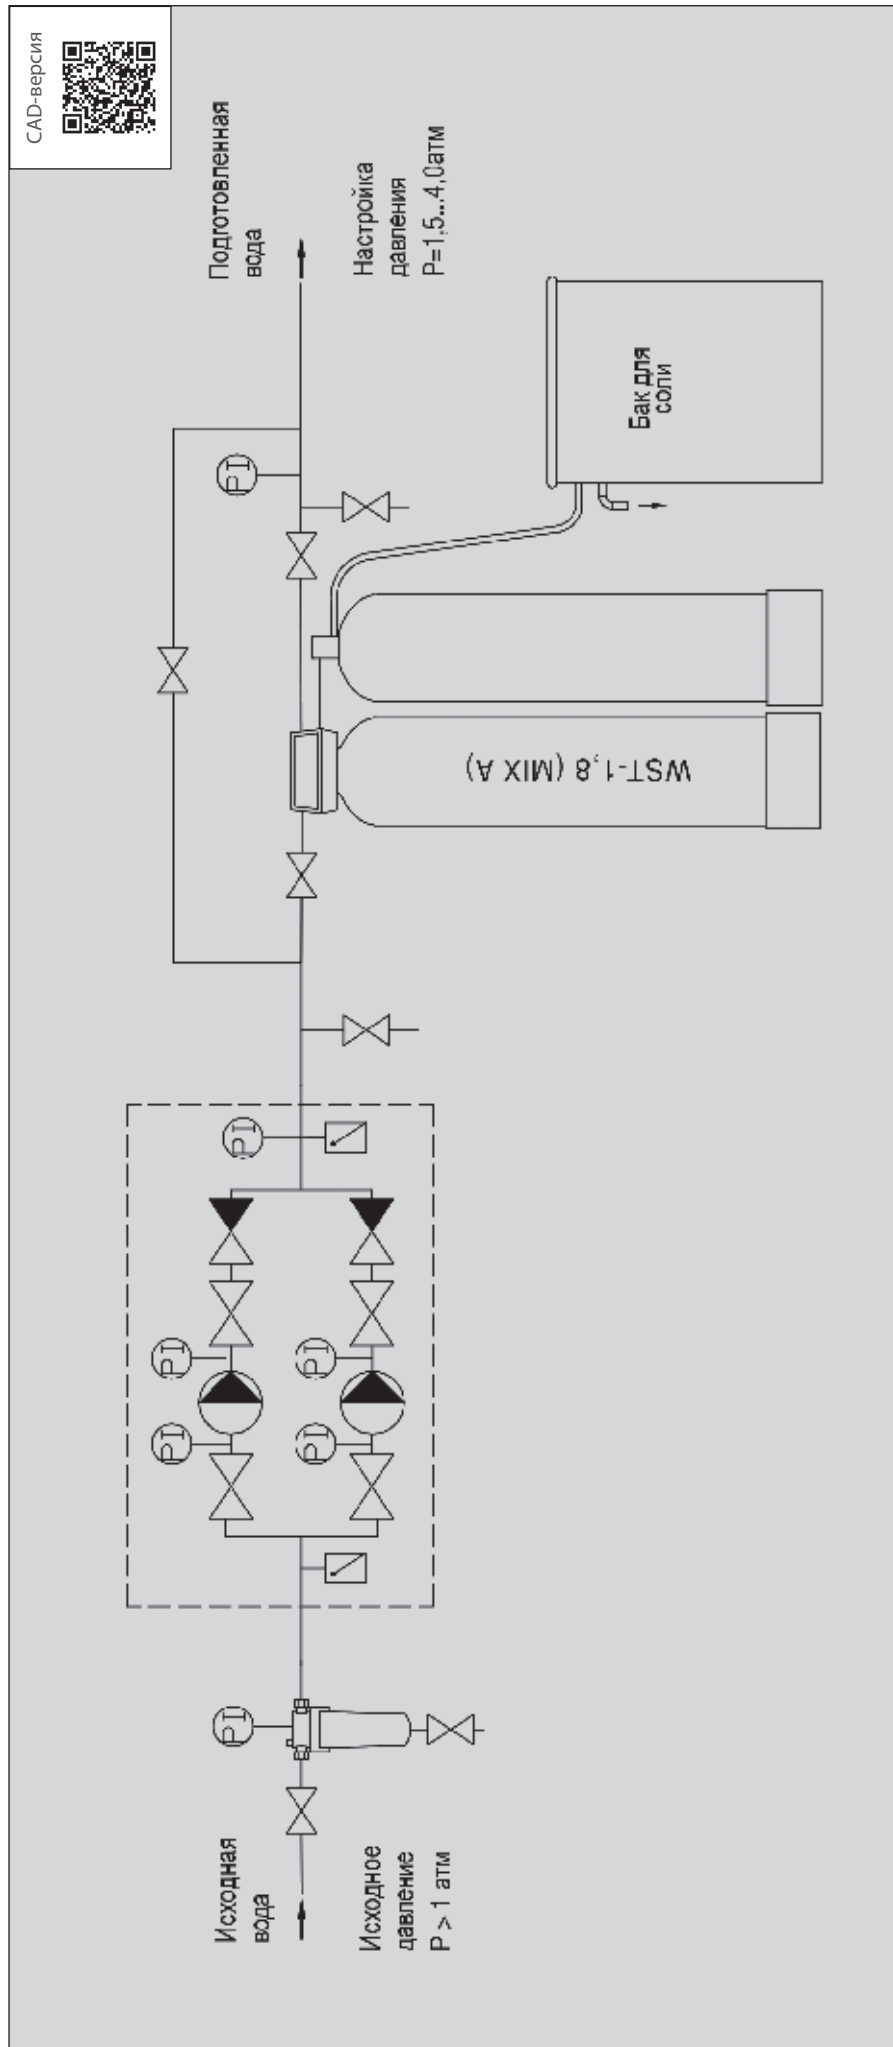 CAD-версия
Исходная
вода
Исходное
давление
P > 1 атм
PI
PI
PI
PI
PI
PI
WST-1,8 (MIX A)
PI
Бак для
соли
Подготовленная
вода
Настройка
давления
P=1,5...4,0атм